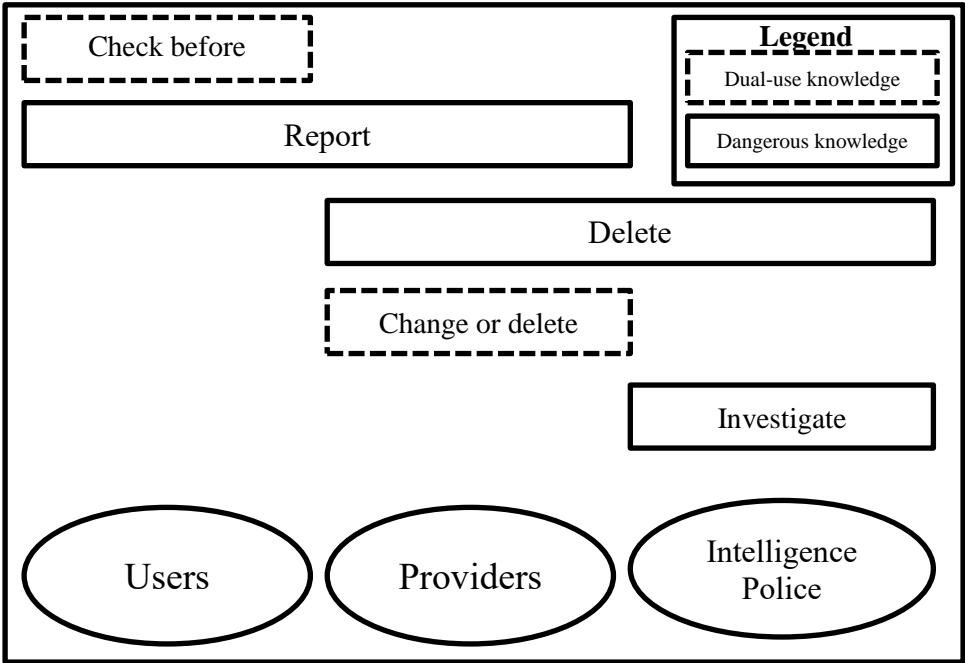 Check before
Legend
Dual-use knowledge
Report
Dangerous knowledge
Delete
Change or delete
Investigate
Users
Providers
Intelligence
Police